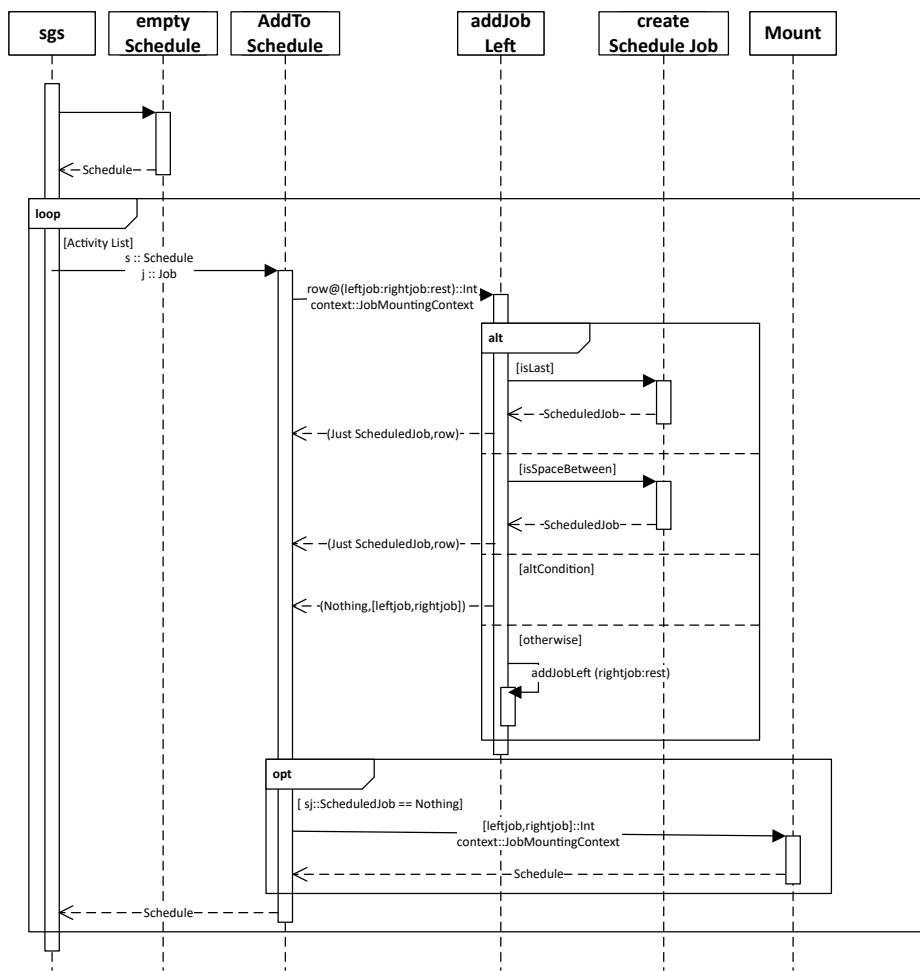 sgs
empty
Schedule
AddTo
Schedule
addJob
Left
create
Schedule Job
Mount
Schedule
loop
[Activity List]
s :: Schedule
j :: Job
row@(leftjob:rightjob:rest)::Int
context::JobMountingContext
alt
[isLast]
ScheduledJob
(Just ScheduledJob,row)
[isSpaceBetween]
ScheduledJob
(Just ScheduledJob,row)
[altCondition]
(Nothing,[leftjob,rightjob])
[otherwise]
addJobLeft (rightjob:rest)
opt
[ sj::ScheduledJob == Nothing]
[leftjob,rightjob]::Int
context::JobMountingContext
Schedule
Schedule